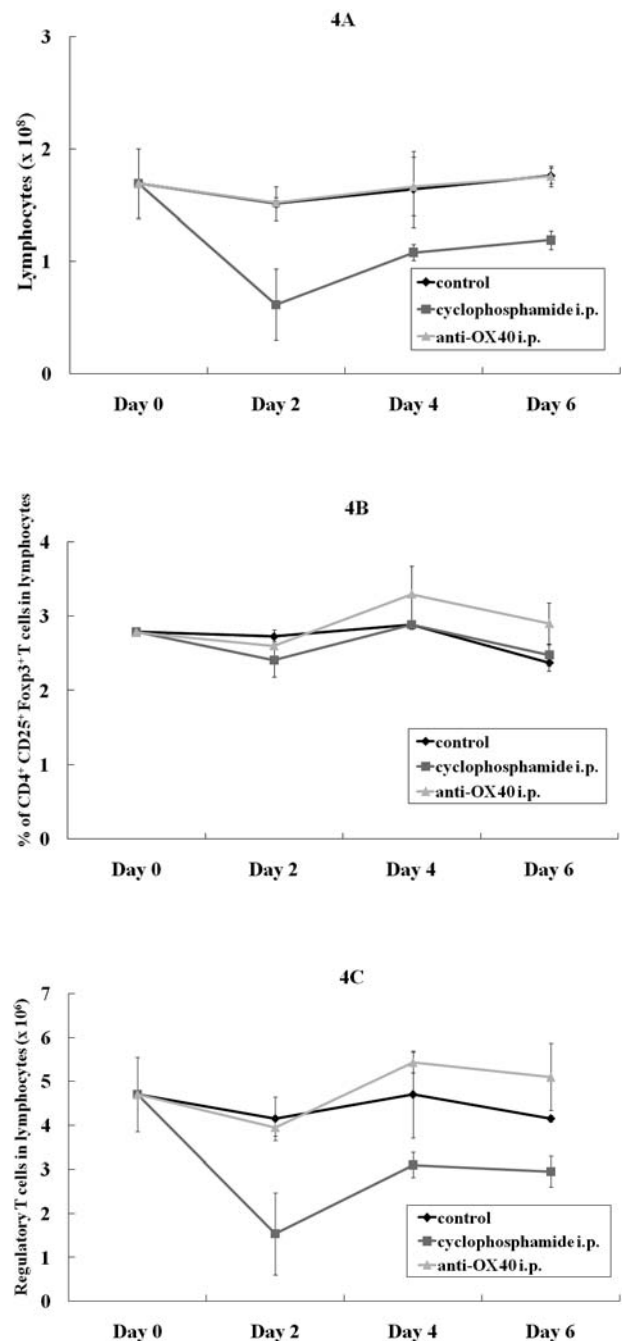 4A
Lymphocytes (x 10⁸)
3
2
1
0
control
cyclophosphamide i.p.
anti-OX40 i.p.
Day 0 Day 2 Day 4 Day 6
4B
% of CD4⁺ CD25⁺ Foxp3⁺ T cells in lymphocytes
4
3
2
1
0
control
cyclophosphamide i.p.
anti-OX40 i.p.
Day 0 Day 2 Day 4 Day 6
4C
Regulatory T cells in lymphocytes (x 10⁶)
7
6
5
4
3
2
1
0
control
cyclophosphamide i.p.
anti-OX40 i.p.
Day 0 Day 2 Day 4 Day 6